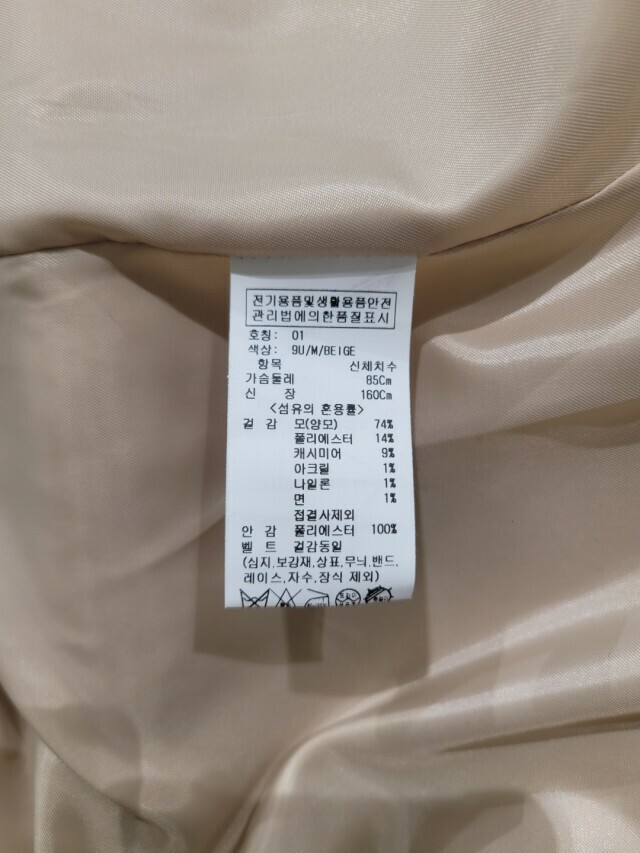 전기용품및생활용품안전
관리법에의한품질표시
호칭: 01
색상: 9U/M/BEIGE
항목 신체치수
가슴둘레 85Cm
신 장 160Cm
<섬유의 혼용률>
겉 감 모(양모) 74%
폴리에스터 14%
캐시미어 9%
아크릴 1%
나일론 1%
면 1%
접결사제외
안 감 폴리에스터 100%
벨 트 겉감동일
(심지,보강재,상표,무늬,밴드,
레이스,자수,장식 제외)